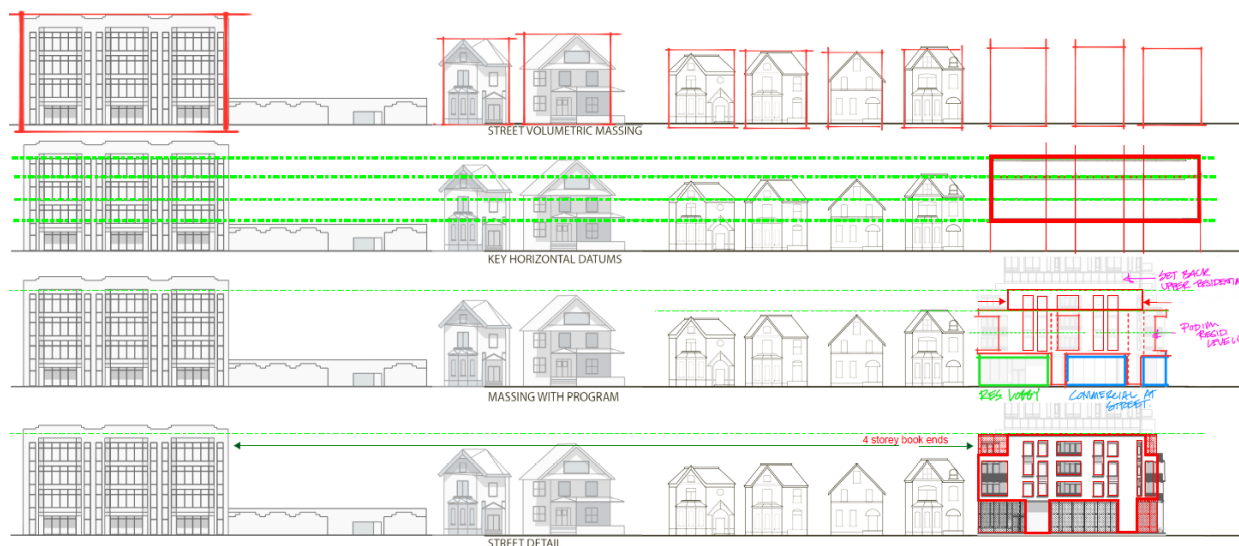 STREET VOLUMETRIC MASSING
KEY HORIZONTAL DATUMS
SET BACK
UPPER RESIDENTIAL
PODIUM
RESID
LEVELS
RES. LOBBY
COMMERCIAL AT
STREET.
MASSING WITH PROGRAM
4 storey book ends
STREET DETAIL